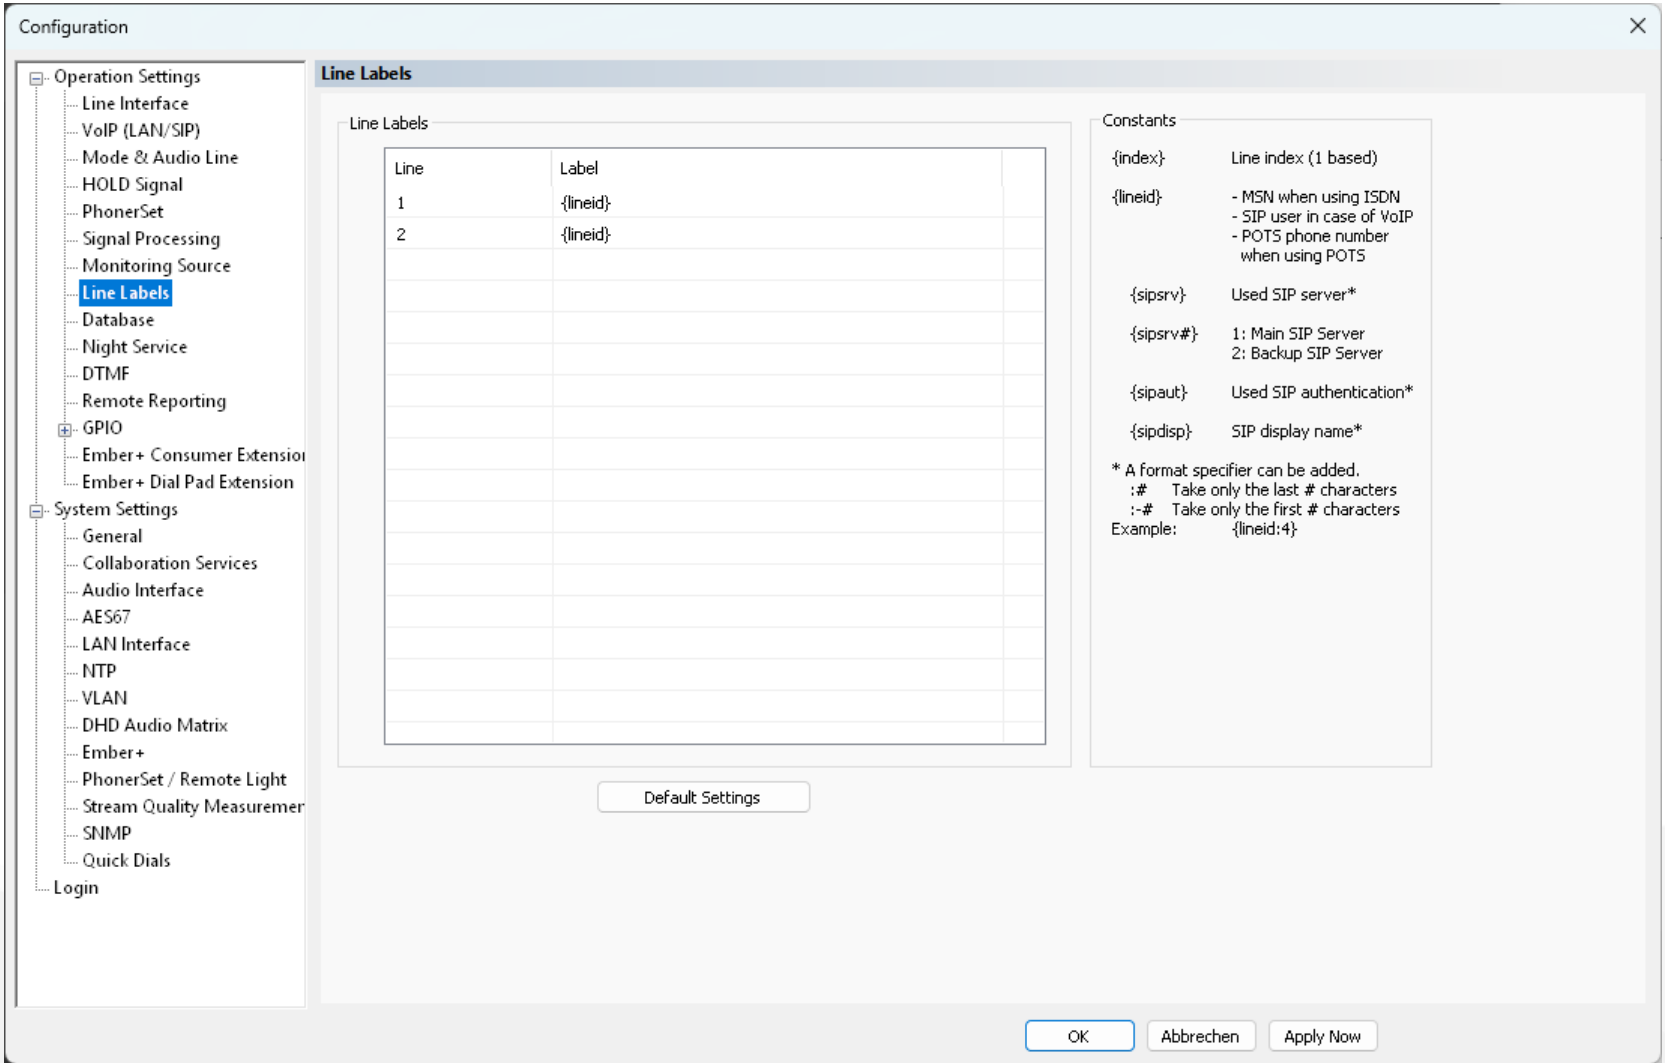 Configuration
Operation Settings
Line Interface
VoIP (LAN/SIP)
Mode & Audio Line
HOLD Signal
PhonerSet
Signal Processing
Monitoring Source
Line Labels
Database
Night Service
DTMF
Remote Reporting
GPIO
Ember+ Consumer Extensio
Ember+ Dial Pad Extension
System Settings
General
Collaboration Services
Audio Interface
AES67
LAN Interface
NTP
VLAN
DHD Audio Matrix
Ember+
PhonerSet / Remote Light
Stream Quality Measuremer
SNMP
Quick Dials
Login
Line Labels
Line Labels
Line Label
1 {lineid}
2 {lineid}
Default Settings
Constants
{index} Line index (1 based)
{lineid} - MSN when using ISDN
- SIP user in case of VoIP
- POTS phone number
when using POTS
{sipsrv} Used SIP server*
{sipsrv#} 1: Main SIP Server
2: Backup SIP Server
{sipaut} Used SIP authentication*
{sipdisp} SIP display name*
* A format specifier can be added.
:# Take only the last # characters
:-# Take only the first # characters
Example: {lineid:4}
OK Abbrechen Apply Now